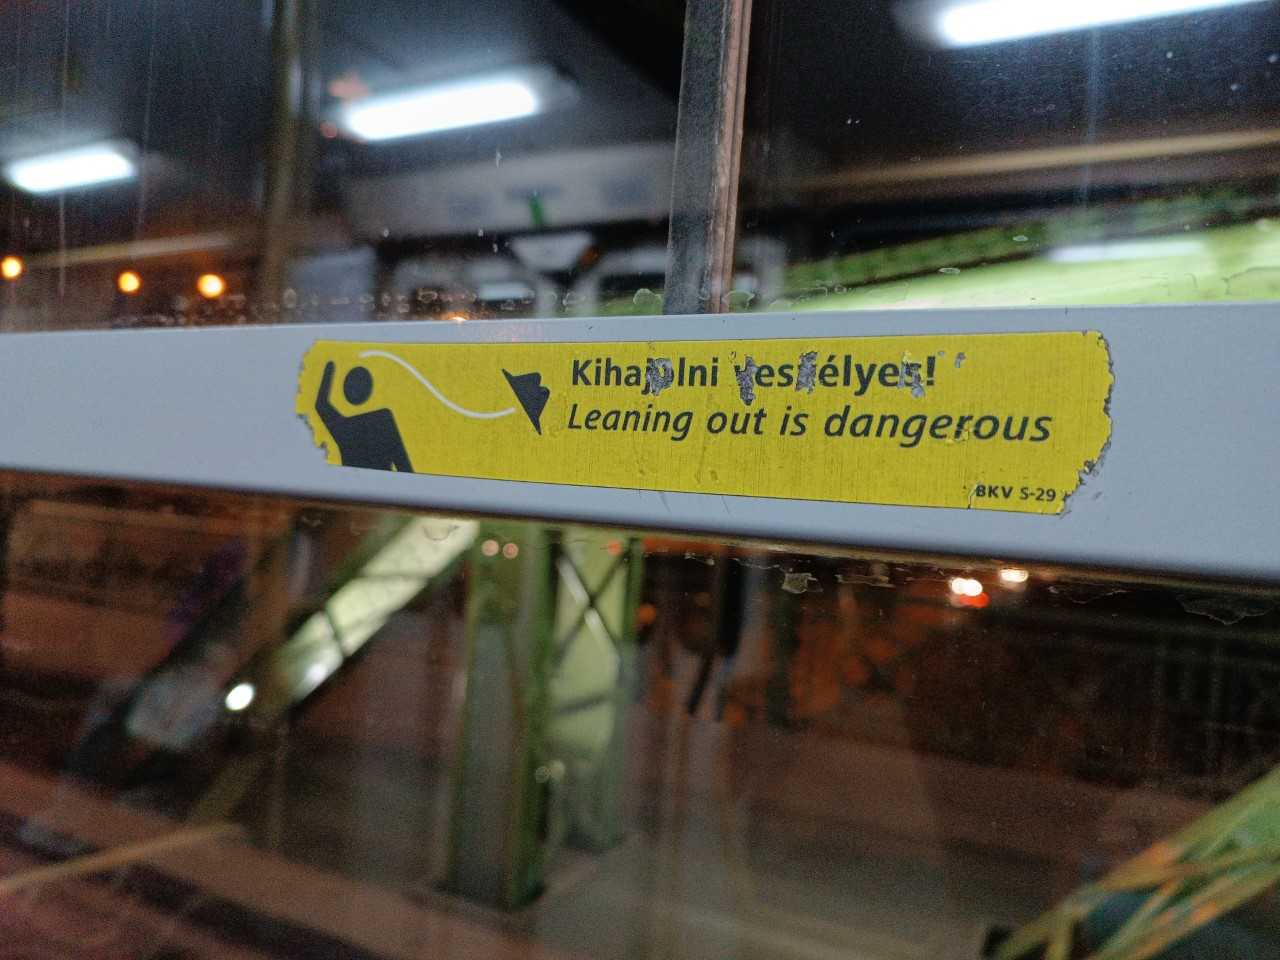 Kihajolni veszélyes!
Leaning out is dangerous
BKV S-29